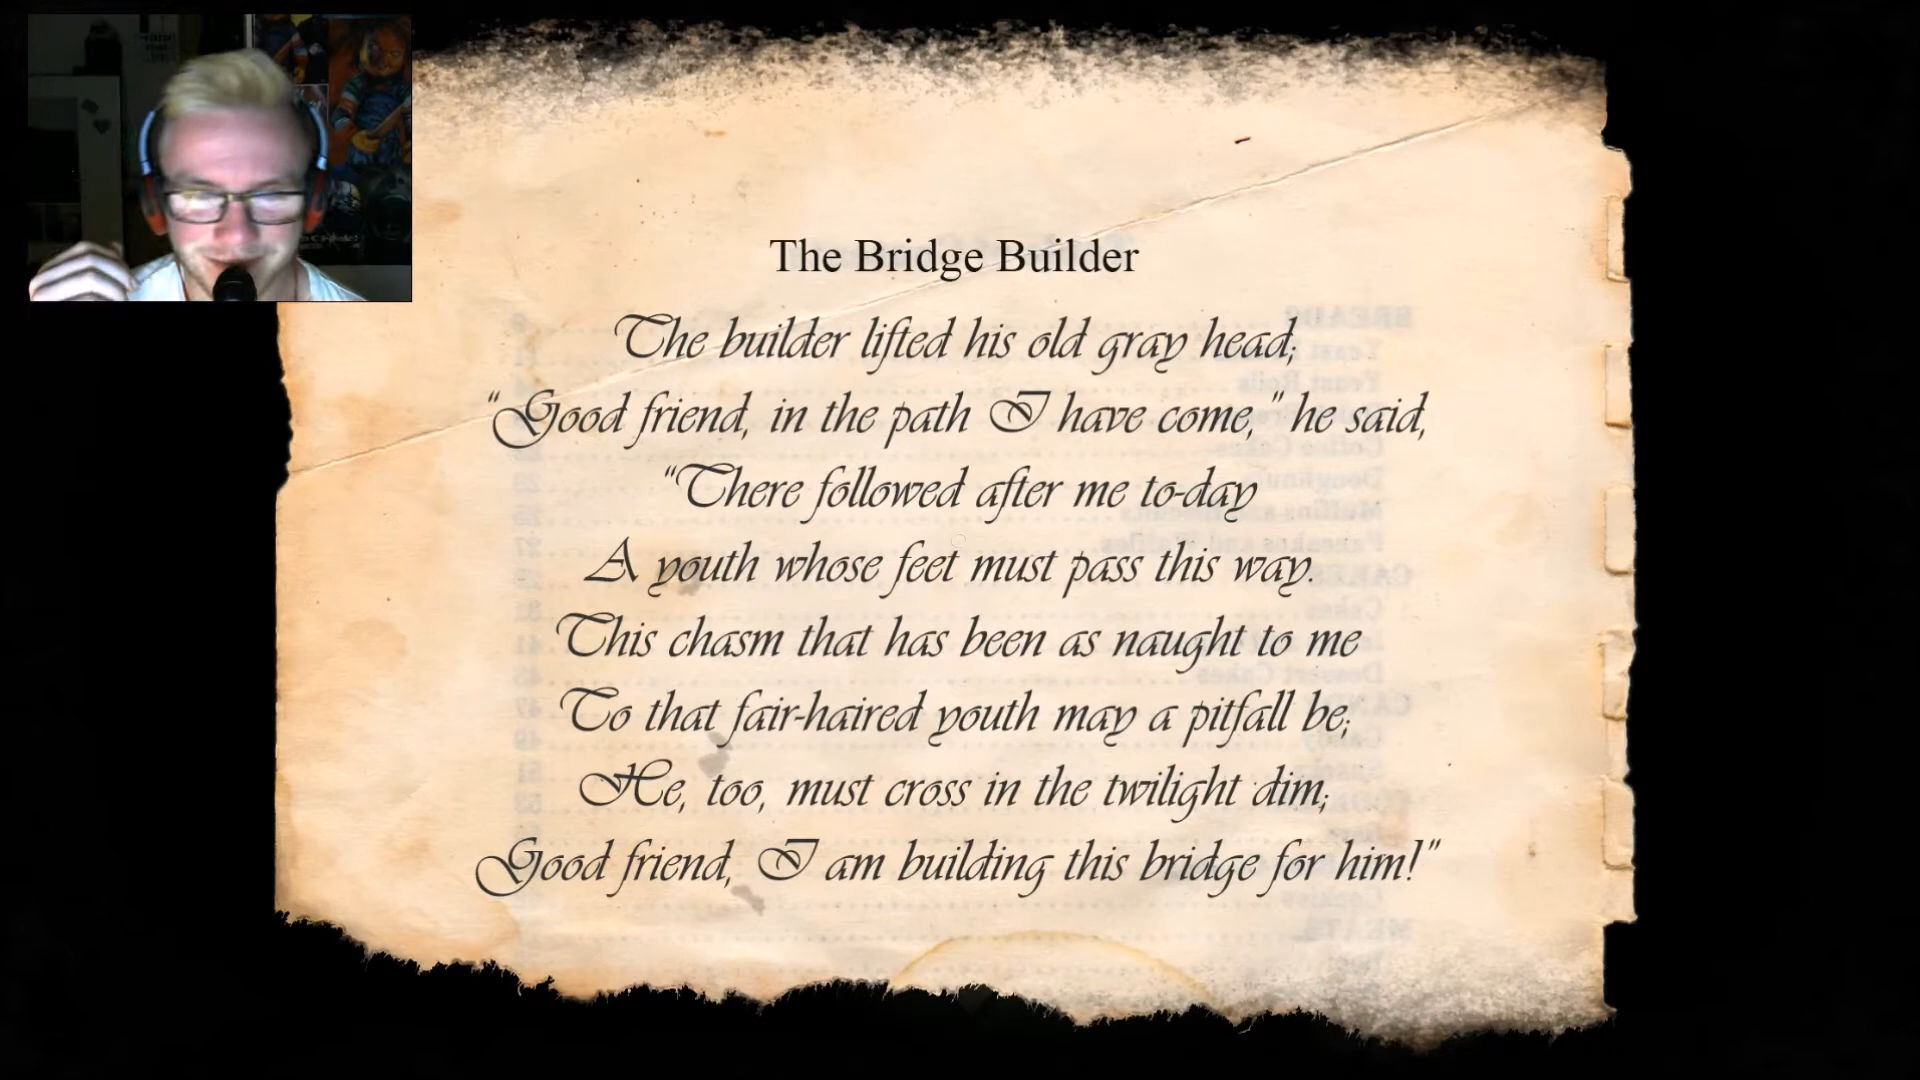 The Bridge Builder
The builder lifted his old gray head;
"Good friend, in the path I have come," he said,
"There followed after me to-day
A youth whose feet must pass this way.
This chasm that has been as naught to me
To that fair-haired youth may a pitfall be;
He, too, must cross in the twilight dim;
Good friend, I am building this bridge for him!"